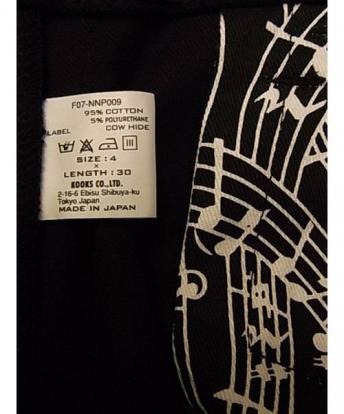 F07-NNP009
95% COTTON
5% POLYURETHANE
COW HIDE
LABEL
SIZE : 4
×
LENGTH : 30
KOOKS CO.,LTD.
2-16-6 Ebisu Shibuya-ku
Tokyo Japan
MADE IN JAPAN